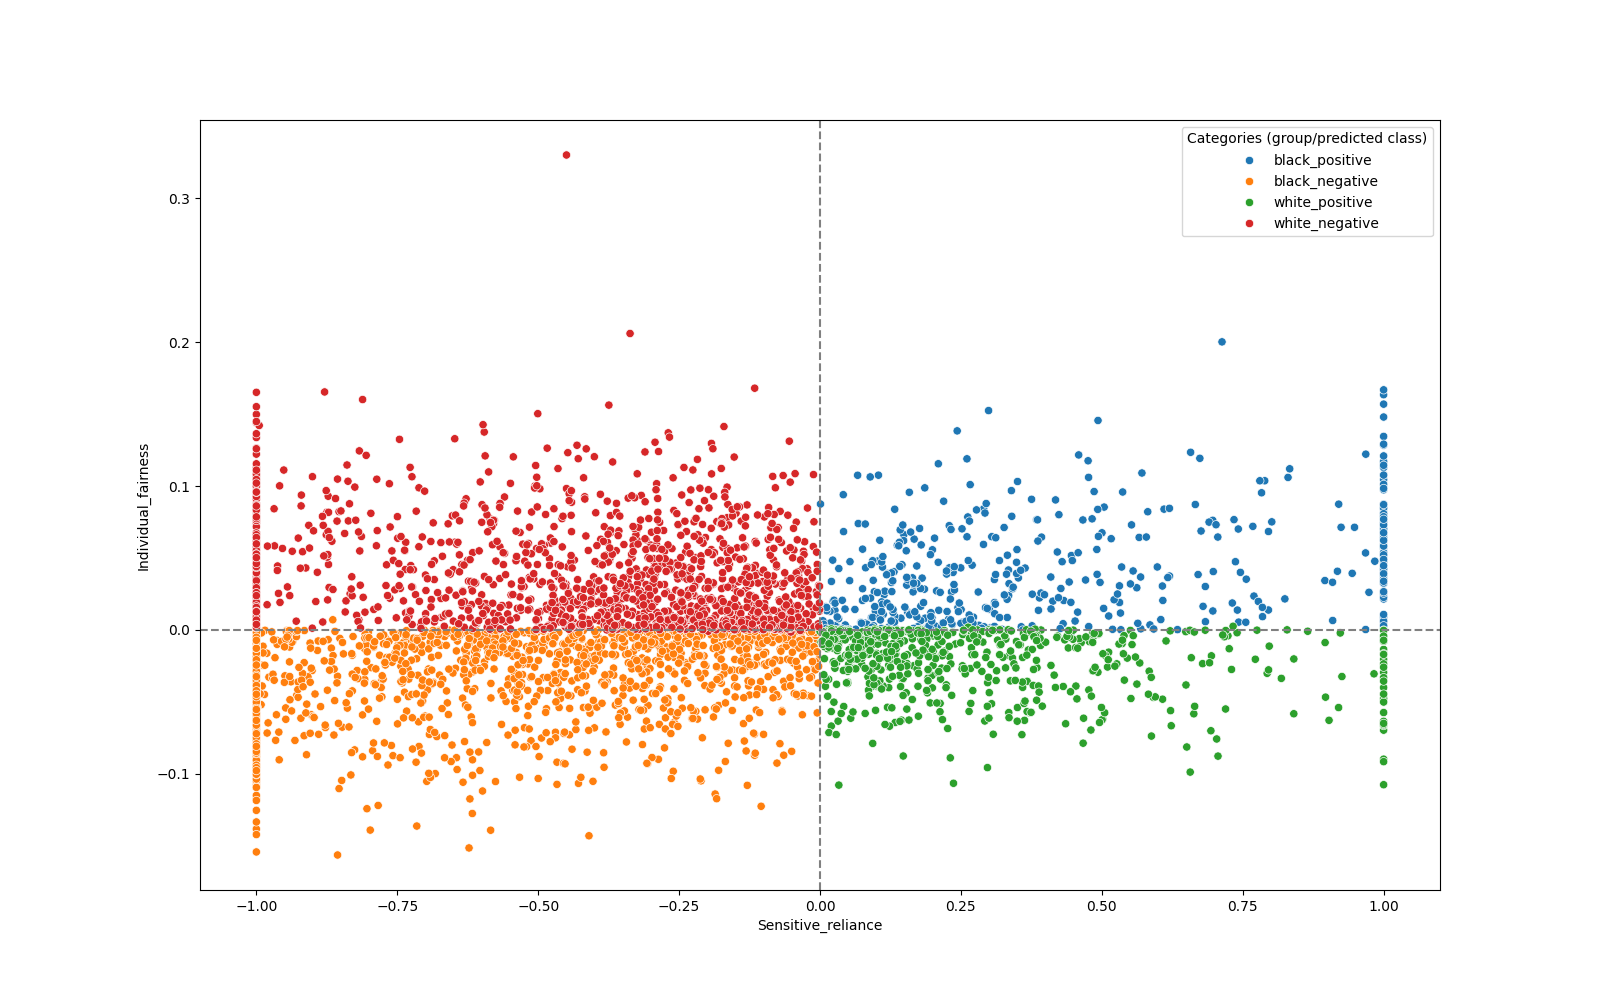 Categories (group/predicted class)
black_positive
black_negative
white_positive
white_negative
Individual_fairness
0.3
0.2
0.1
0.0
−0.1
−1.00
−0.75
−0.50
−0.25
0.00
0.25
0.50
0.75
1.00
Sensitive_reliance